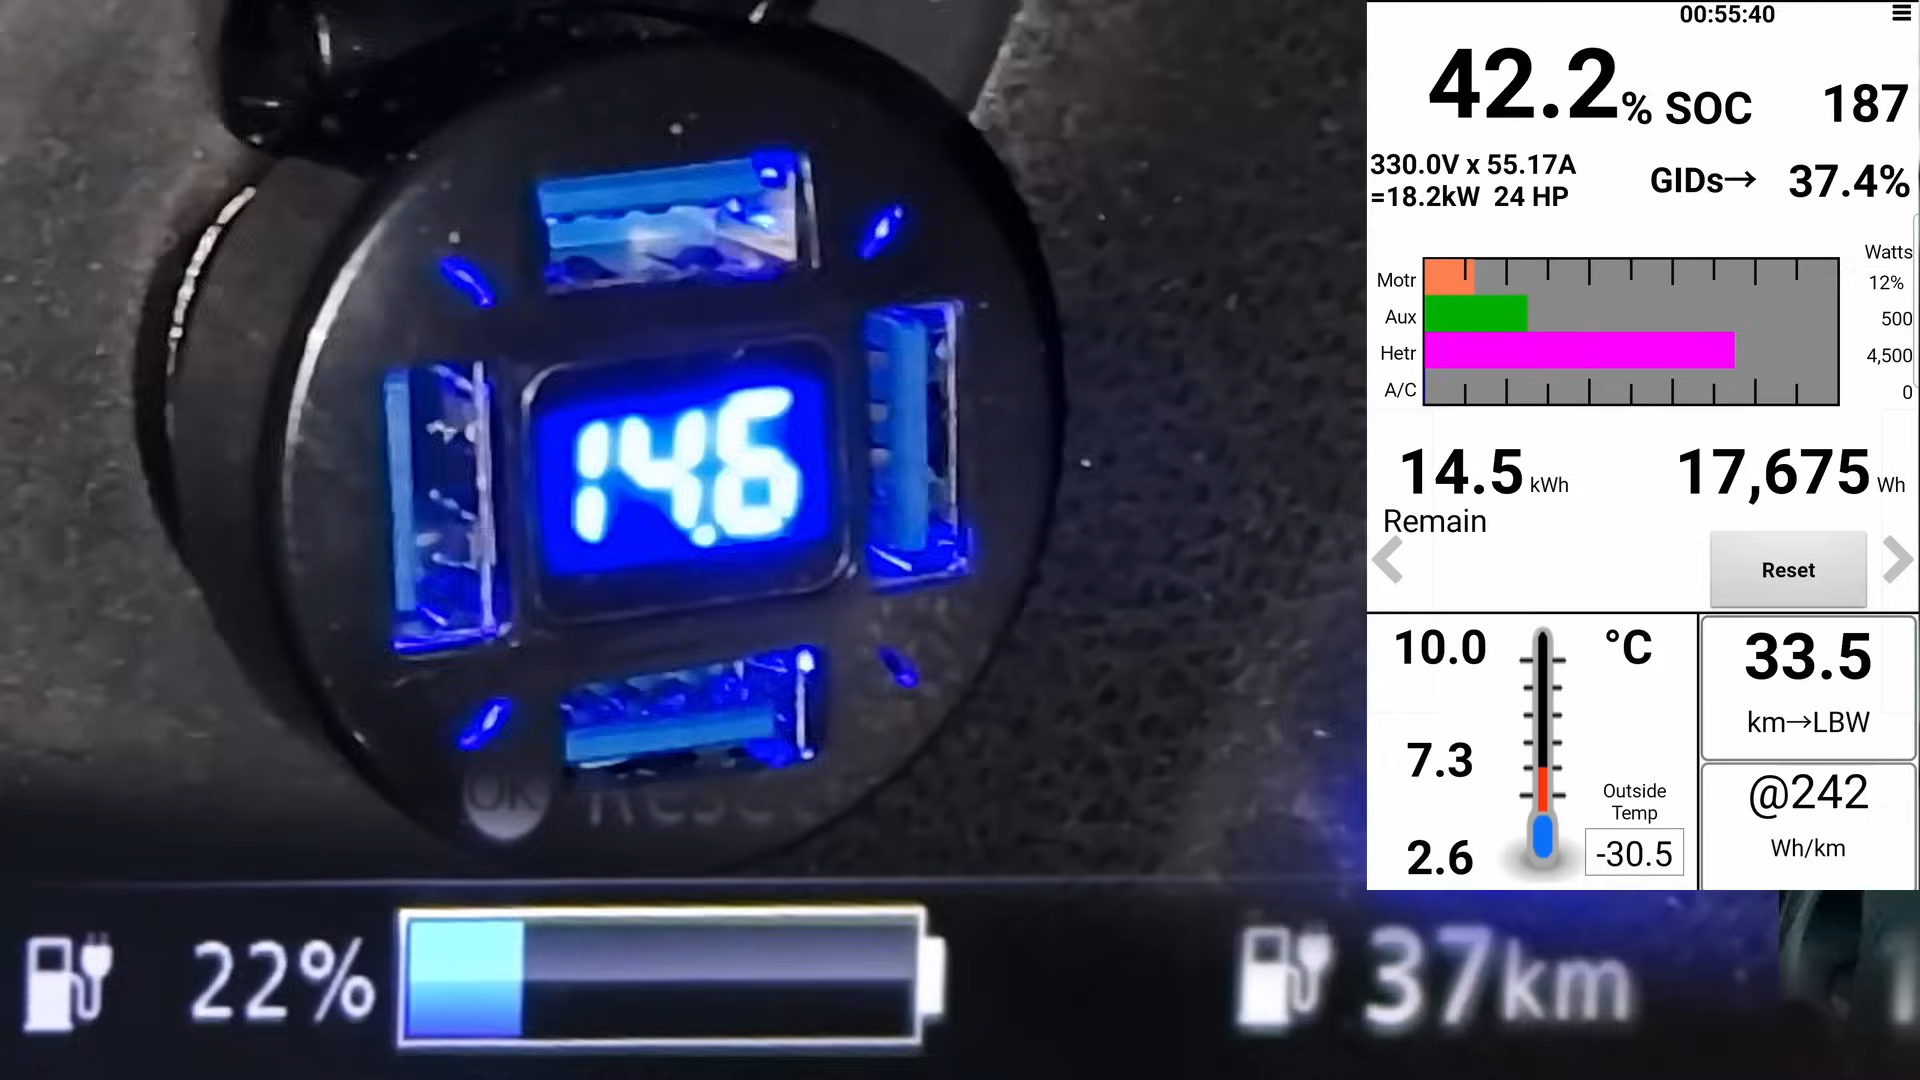 00:55:40
42.2% SOC 187
330.0V x 55.17A
=18.2kW 24 HP
GIDs→ 37.4%
Watts
Motr 12%
Aux 500
Hetr 4,500
A/C 0
14.5 kWh 17,675 Wh
Remain
Reset
10.0 °C
7.3
2.6
Outside
Temp
-30.5
33.5
km→LBW
@242
Wh/km
14.6
OK Reset
22% 37km